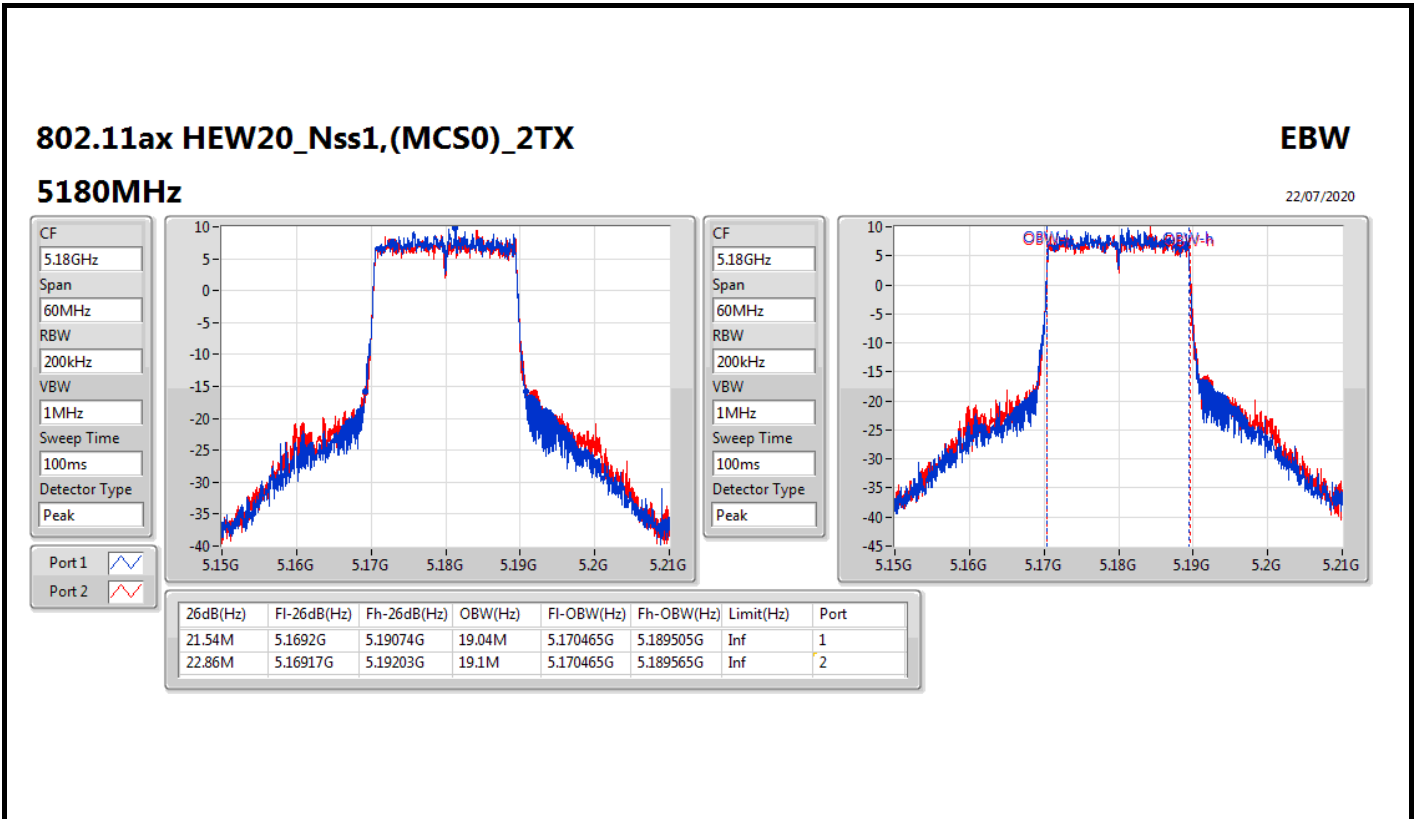 802.11ax HEW20_Nss1,(MCS0)_2TX
EBW
5180MHz
22/07/2020
CF
5.18GHz
Span
60MHz
RBW
200kHz
VBW
1MHz
Sweep Time
100ms
Detector Type
Peak
Port 1
Port 2
10
5
0
-5
-10
-15
-20
-25
-30
-35
-40
5.15G 5.16G 5.17G 5.18G 5.19G 5.2G 5.21G
CF
5.18GHz
Span
60MHz
RBW
200kHz
VBW
1MHz
Sweep Time
100ms
Detector Type
Peak
OBW-h
10
5
0
-5
-10
-15
-20
-25
-30
-35
-40
-45
5.15G 5.16G 5.17G 5.18G 5.19G 5.2G 5.21G
26dB(Hz) Fl-26dB(Hz) Fh-26dB(Hz) OBW(Hz) Fl-OBW(Hz) Fh-OBW(Hz) Limit(Hz) Port
21.54M 5.1692G 5.19074G 19.04M 5.170465G 5.189505G Inf 1
22.86M 5.16917G 5.19203G 19.1M 5.170465G 5.189565G Inf 2